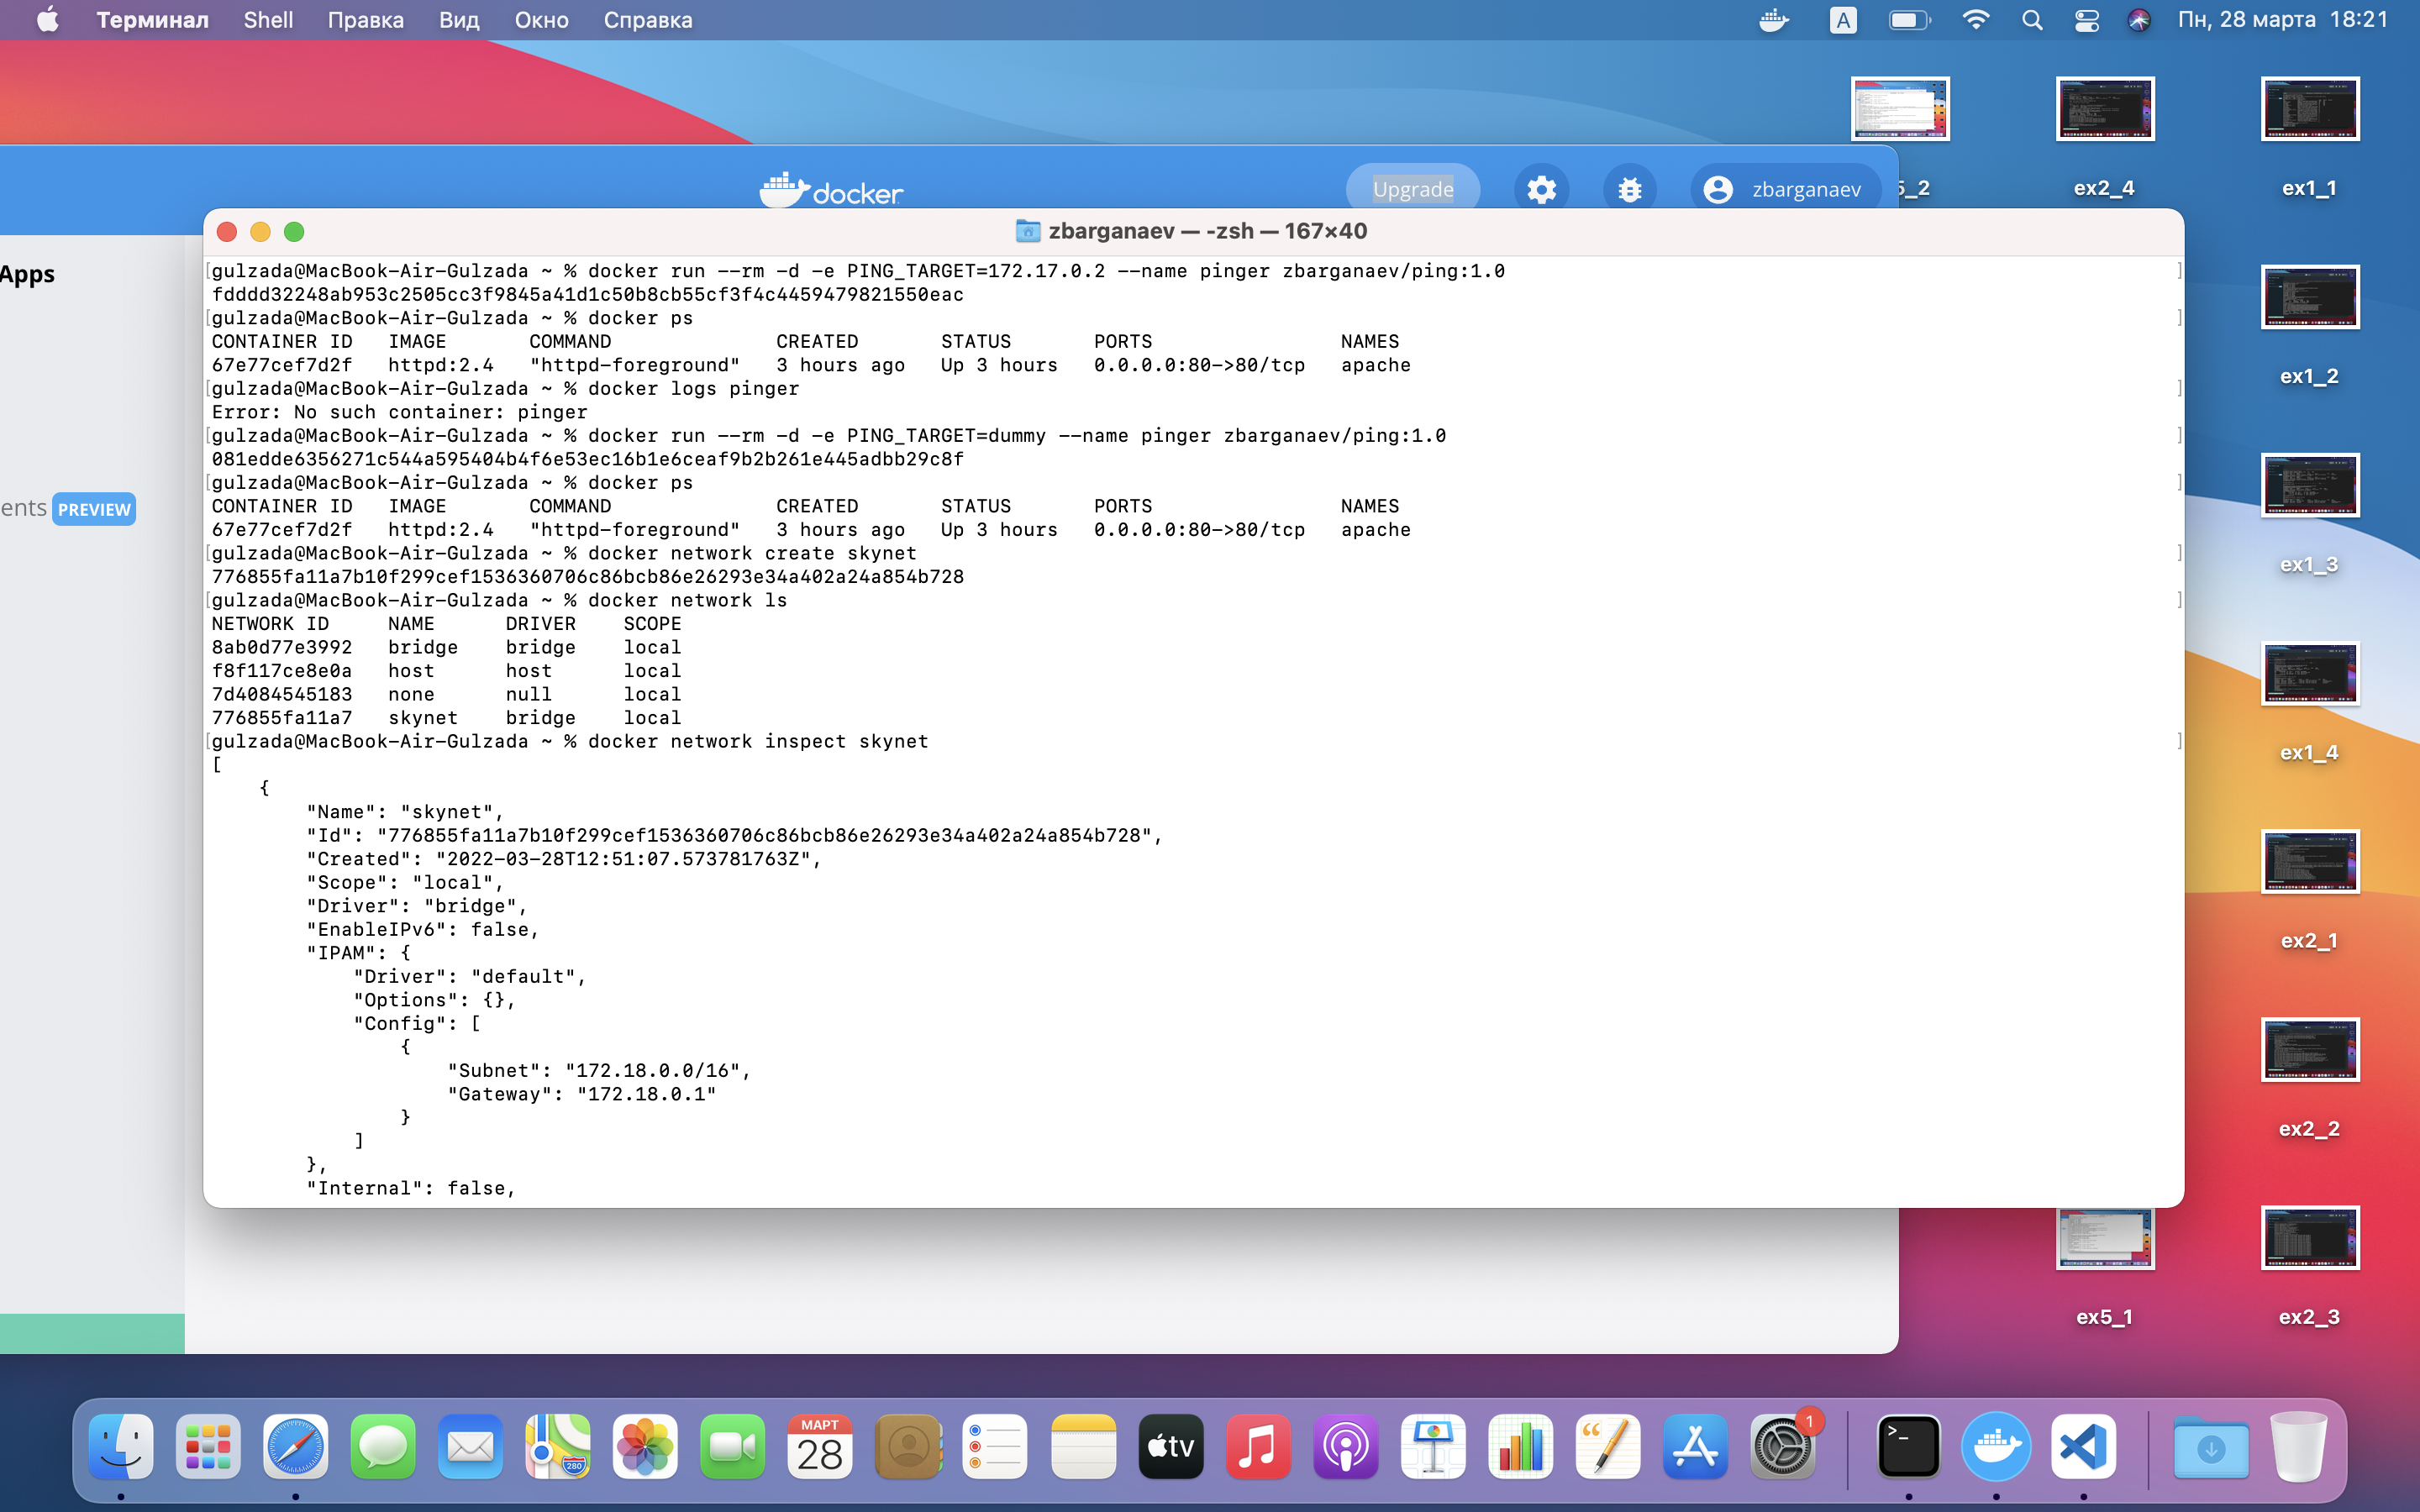 Терминал Shell Правка Вид Окно Справка
A
Пн, 28 марта 18:21
docker
Upgrade
zbarganaev
5_2
ex2_4
ex1_1
Apps
ents PREVIEW
zbarganaev — -zsh — 167×40
[gulzada@MacBook-Air-Gulzada ~ % docker run --rm -d -e PING_TARGET=172.17.0.2 --name pinger zbarganaev/ping:1.0 ]
fdddd32248ab953c2505cc3f9845a41d1c50b8cb55cf3f4c4459479821550eac
[gulzada@MacBook-Air-Gulzada ~ % docker ps ]
CONTAINER ID IMAGE COMMAND CREATED STATUS PORTS NAMES
67e77cef7d2f httpd:2.4 "httpd-foreground" 3 hours ago Up 3 hours 0.0.0.0:80->80/tcp apache
[gulzada@MacBook-Air-Gulzada ~ % docker logs pinger ]
Error: No such container: pinger
[gulzada@MacBook-Air-Gulzada ~ % docker run --rm -d -e PING_TARGET=dummy --name pinger zbarganaev/ping:1.0 ]
081edde6356271c544a595404b4f6e53ec16b1e6ceaf9b2b261e445adbb29c8f
[gulzada@MacBook-Air-Gulzada ~ % docker ps ]
CONTAINER ID IMAGE COMMAND CREATED STATUS PORTS NAMES
67e77cef7d2f httpd:2.4 "httpd-foreground" 3 hours ago Up 3 hours 0.0.0.0:80->80/tcp apache
[gulzada@MacBook-Air-Gulzada ~ % docker network create skynet ]
776855fa11a7b10f299cef1536360706c86bcb86e26293e34a402a24a854b728
[gulzada@MacBook-Air-Gulzada ~ % docker network ls ]
NETWORK ID NAME DRIVER SCOPE
8ab0d77e3992 bridge bridge local
f8f117ce8e0a host host local
7d4084545183 none null local
776855fa11a7 skynet bridge local
[gulzada@MacBook-Air-Gulzada ~ % docker network inspect skynet ]
[
{
"Name": "skynet",
"Id": "776855fa11a7b10f299cef1536360706c86bcb86e26293e34a402a24a854b728",
"Created": "2022-03-28T12:51:07.573781763Z",
"Scope": "local",
"Driver": "bridge",
"EnableIPv6": false,
"IPAM": {
"Driver": "default",
"Options": {},
"Config": [
{
"Subnet": "172.18.0.0/16",
"Gateway": "172.18.0.1"
}
]
},
"Internal": false,
ex1_2
ex1_3
ex1_4
ex2_1
ex2_2
ex5_1
ex2_3
280
МАРТ
28
tv
1
>_